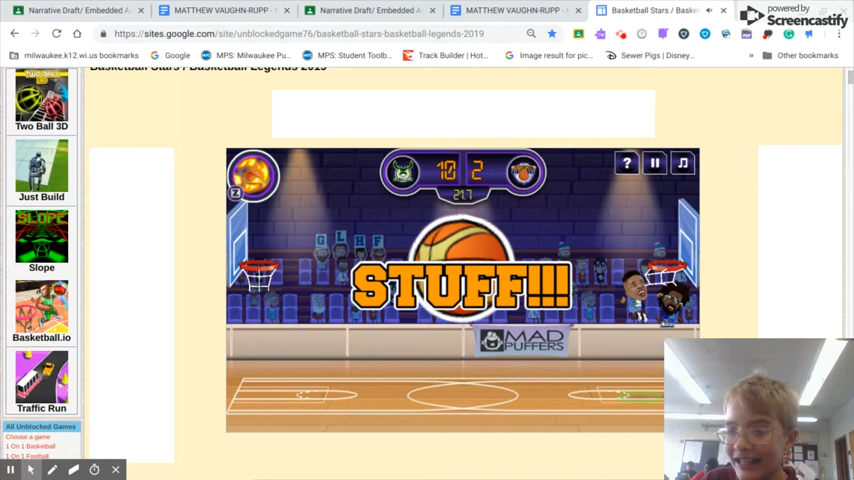 Narrative Draft/ Embedded A
MATTHEW VAUGHN-RUPP -
Narrative Draft/ Embedded A
MATTHEW VAUGHN-RUPP -
Basketball Stars / Baske
powered by
Screencastify
https://sites.google.com/site/unblockedgame76/basketball-stars-basketball-legends-2019
milwaukee.k12.wi.us bookmarks
Google
MPS: Milwaukee Pu...
MPS: Student Toolb...
Track Builder | Hot...
Image result for pic...
Sewer Pigs | Disney...
»
Other bookmarks
Basketball Stars / Basketball Legends 2019
TWO BALL
Two Ball 3D
Just Build
SLOPE
Slope
Basketball.io
Traffic Run
All Unblocked Games
Choose a game
1 On 1 Basketball
1 On 1 Football
Z
10 2
21.7
?
G L H F
STUFF!!!
MAD
PUFFERS